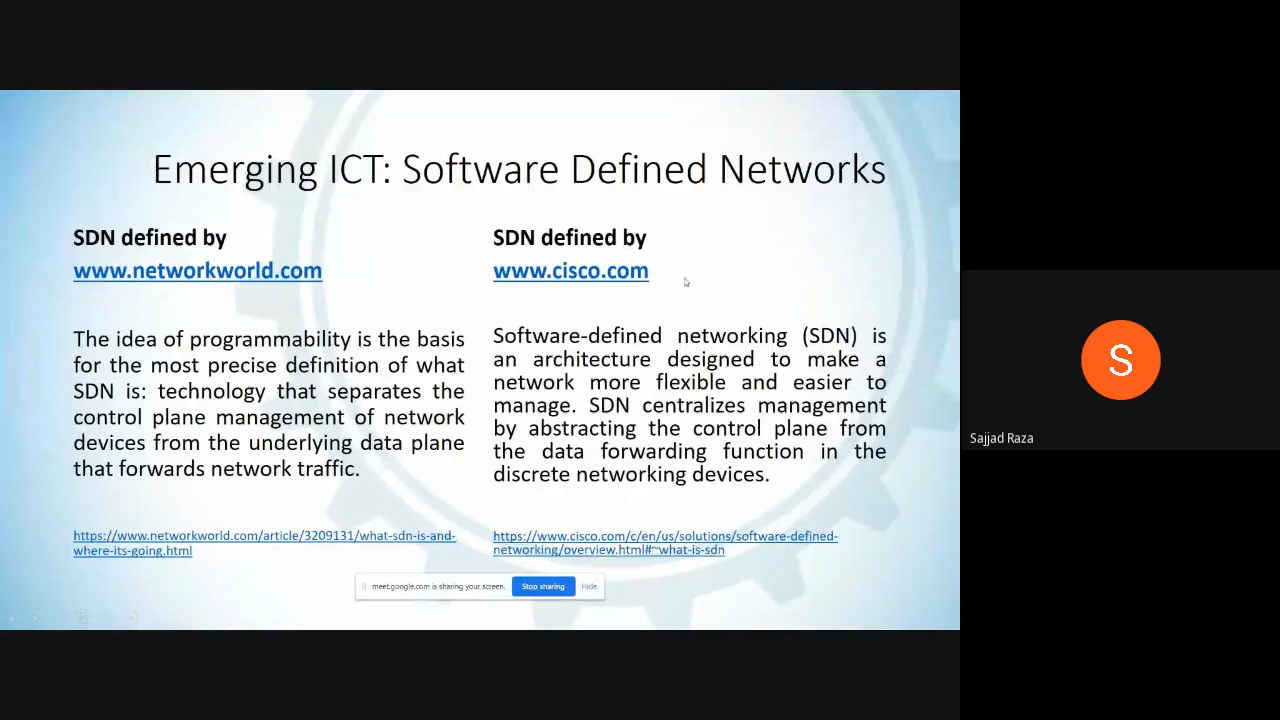 Emerging ICT: Software Defined Networks
SDN defined by
www.networkworld.com
The idea of programmability is the basis
for the most precise definition of what
SDN is: technology that separates the
control plane management of network
devices from the underlying data plane
that forwards network traffic.
https://www.networkworld.com/article/3209131/what-sdn-is-and-
where-its-going.html
SDN defined by
www.cisco.com
Software-defined networking (SDN) is
an architecture designed to make a
network more flexible and easier to
manage. SDN centralizes management
by abstracting the control plane from
the data forwarding function in the
discrete networking devices.
https://www.cisco.com/c/en/us/solutions/software-defined-
networking/overview.html#~what-is-sdn
meet.google.com is sharing your screen. Stop sharing Hide
S
Sajjad Raza